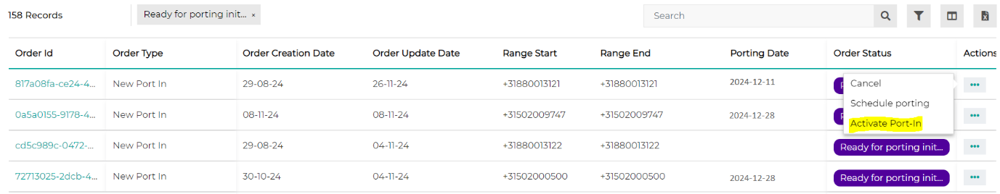 158 Records
Ready for porting init... ×
Search
Order Id Order Type Order Creation Date Order Update Date Range Start Range End Porting Date Order Status Actions
817a08fa-ce24-4... New Port In 29-08-24 26-11-24 +31880013121 +31880013121 2024-12-11
Cancel
Schedule porting
Activate Port-In
0a5a0155-9178-4... New Port In 08-11-24 08-11-24 +31502009747 +31502009747 2024-12-28
cd5c989c-0472-... New Port In 29-08-24 04-11-24 +31880013122 +31880013122 Ready for porting init...
72713025-2dcb-4... New Port In 30-10-24 04-11-24 +31502000500 +31502000500 2024-12-28 Ready for porting init...